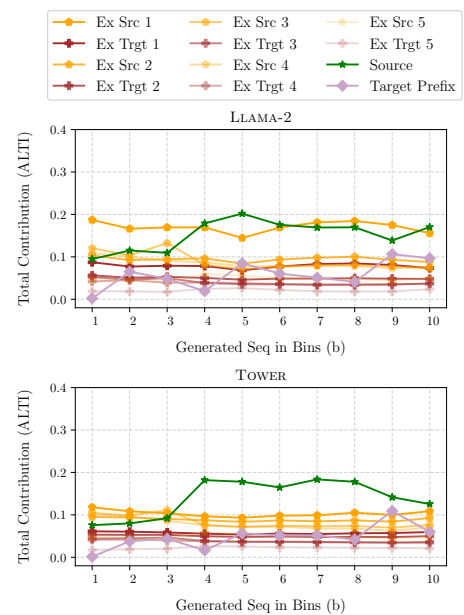 Ex Src 1 Ex Src 3 Ex Src 5
Ex Trgt 1 Ex Trgt 3 Ex Trgt 5
Ex Src 2 Ex Src 4 Source
Ex Trgt 2 Ex Trgt 4 Target Prefix
LLAMA-2
Total Contribution (ALTI)
0.4
0.3
0.2
0.1
0.0
1 2 3 4 5 6 7 8 9 10
Generated Seq in Bins (b)
TOWER
Total Contribution (ALTI)
0.4
0.3
0.2
0.1
0.0
1 2 3 4 5 6 7 8 9 10
Generated Seq in Bins (b)